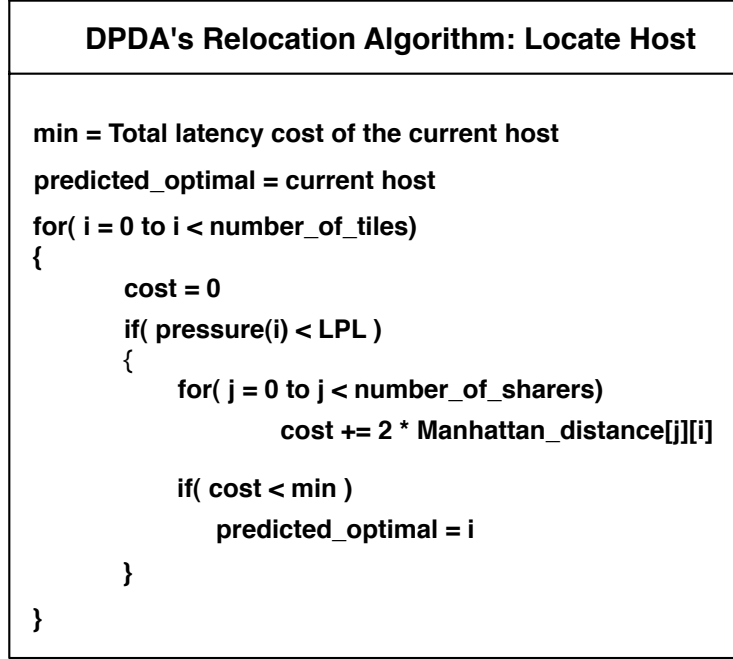 DPDA's Relocation Algorithm: Locate Host
min = Total latency cost of the current host
predicted_optimal = current host
for( i = 0 to i < number_of_tiles)
{
cost = 0
if( pressure(i) < LPL )
{
for( j = 0 to j < number_of_sharers)
cost += 2 * Manhattan_distance[j][i]
if( cost < min )
predicted_optimal = i
}
}